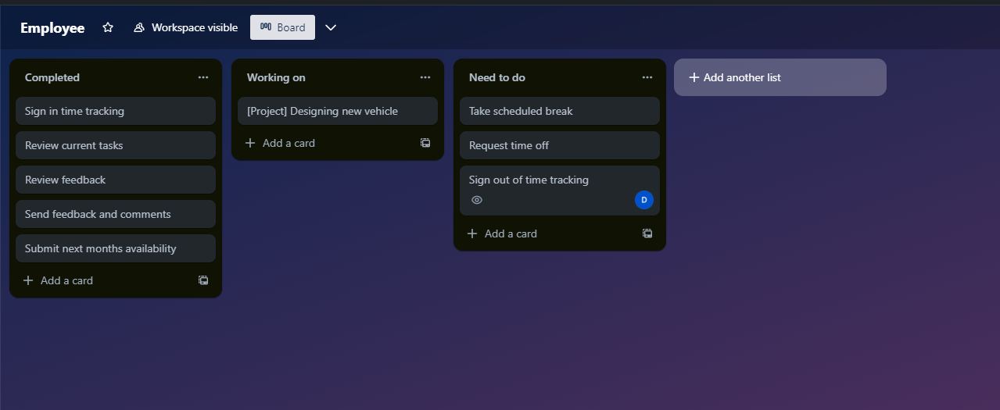 Employee
Workspace visible
Board
Completed
Sign in time tracking
Review current tasks
Review feedback
Send feedback and comments
Submit next months availability
Add a card
Working on
[Project] Designing new vehicle
Add a card
Need to do
Take scheduled break
Request time off
Sign out of time tracking
D
Add a card
Add another list